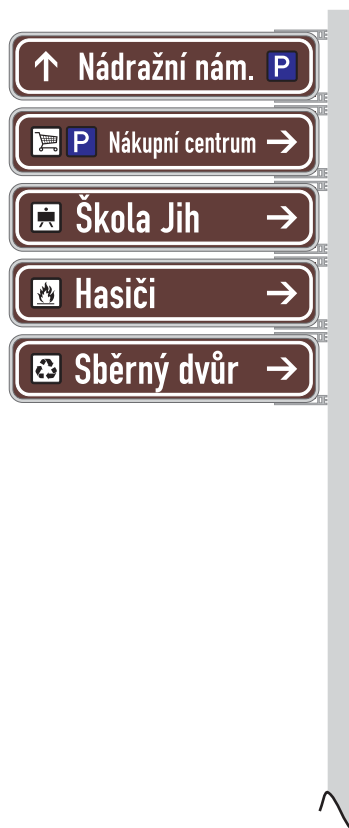 ↑ Nádražní nám. P
P Nákupní centrum →
Škola Jih →
Hasiči →
Sběrný dvůr →